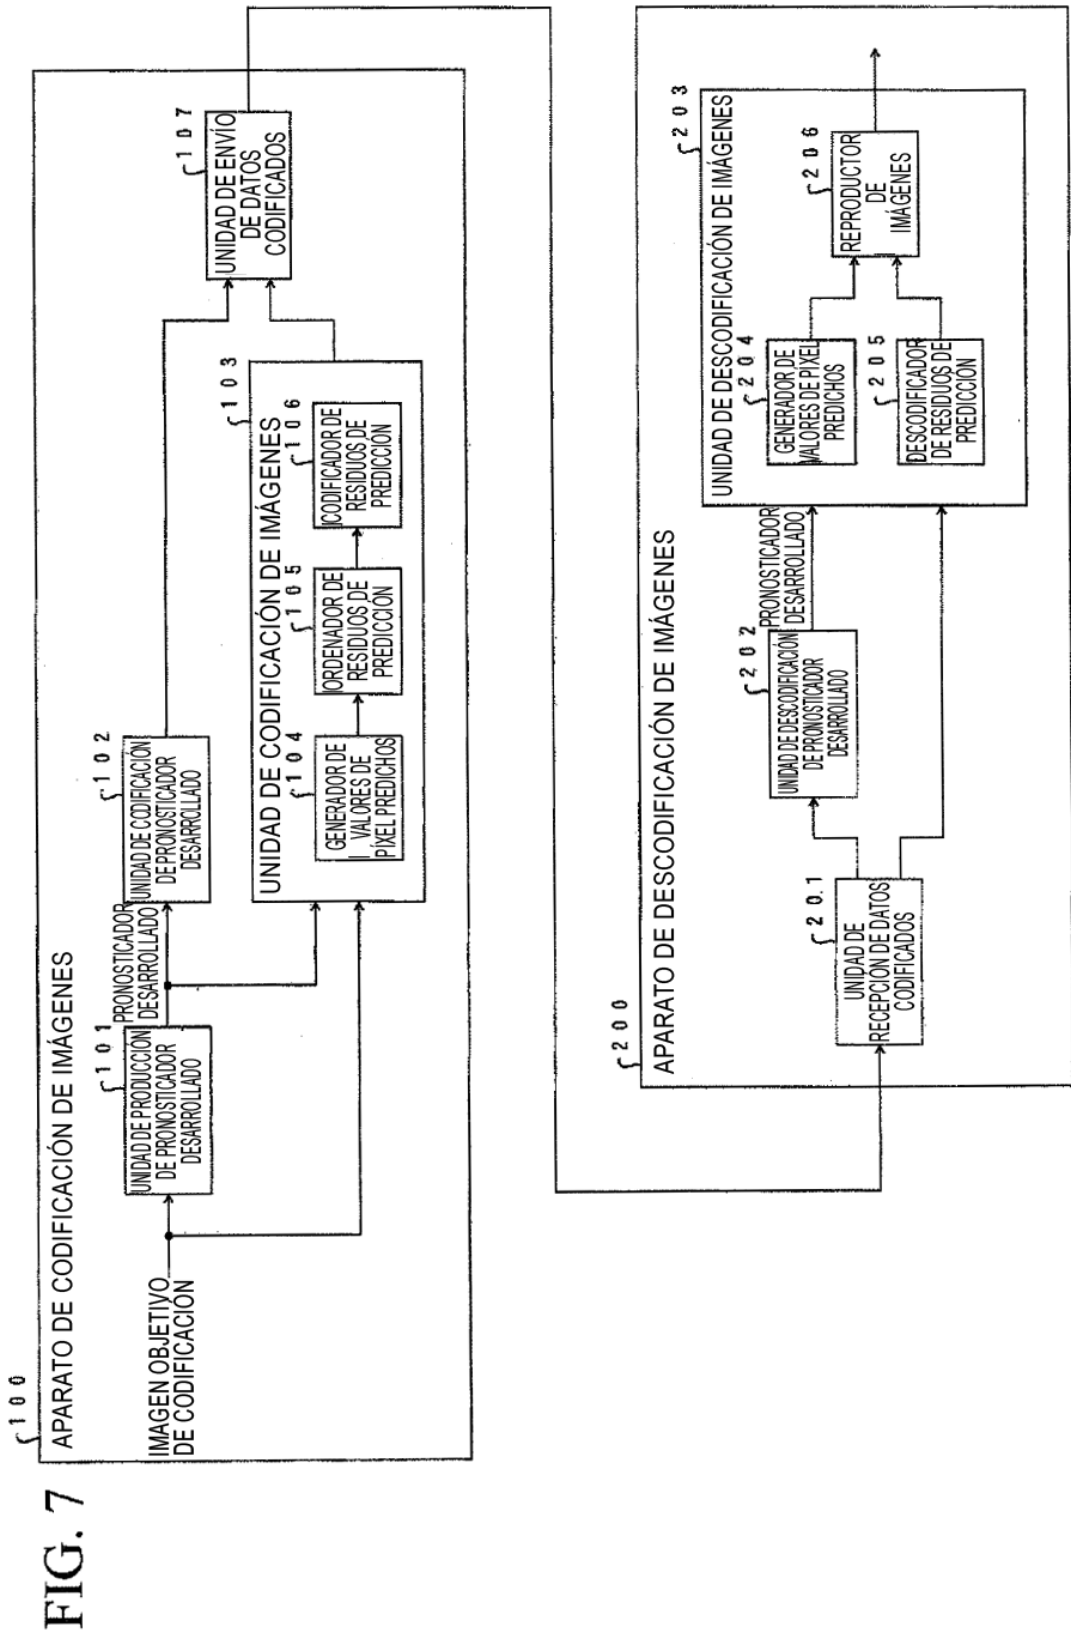 FIG. 7
100
APARATO DE CODIFICACIÓN DE IMÁGENES
IMAGEN OBJETIVO
DE CODIFICACIÓN
101
UNIDAD DE PRODUCCIÓN
DE PRONOSTICADOR
DESARROLLADO
PRONOSTICADOR
DESARROLLADO
102
UNIDAD DE CODIFICACIÓN
DE PRONOSTICADOR
DESARROLLADO
103
UNIDAD DE CODIFICACIÓN DE IMÁGENES
104
GENERADOR DE
VALORES DE
PÍXEL PREDICHOS
105
ORDENADOR DE
RESIDUOS DE
PREDICCIÓN
106
CODIFICADOR DE
RESIDUOS DE
PREDICCIÓN
107
UNIDAD DE ENVÍO
DE DATOS
CODIFICADOS
200
APARATO DE DESCODIFICACIÓN DE IMÁGENES
201
UNIDAD DE
RECEPCIÓN DE DATOS
CODIFICADOS
202
UNIDAD DE DESCODIFICACIÓN
DE PRONOSTICADOR
DESARROLLADO
PRONOSTICADOR
DESARROLLADO
203
UNIDAD DE DESCODIFICACIÓN DE IMÁGENES
204
GENERADOR DE
VALORES DE PÍXEL
PREDICHOS
205
DESCODIFICADOR
DE RESIDUOS DE
PREDICCIÓN
206
REPRODUCTOR
DE
IMÁGENES